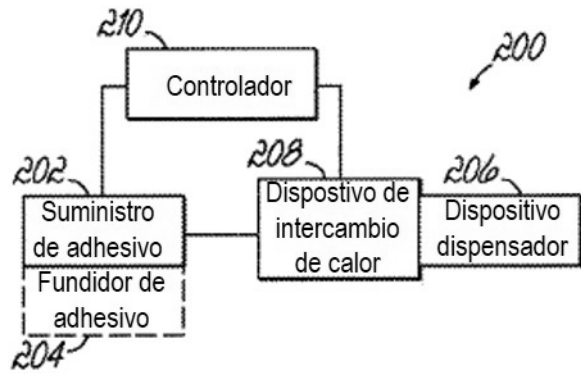 210
200
Controlador
202
208
206
Suministro
de adhesivo
Dispostivo de
intercambio
de calor
Dispositivo
dispensador
Fundidor de
adhesivo
204